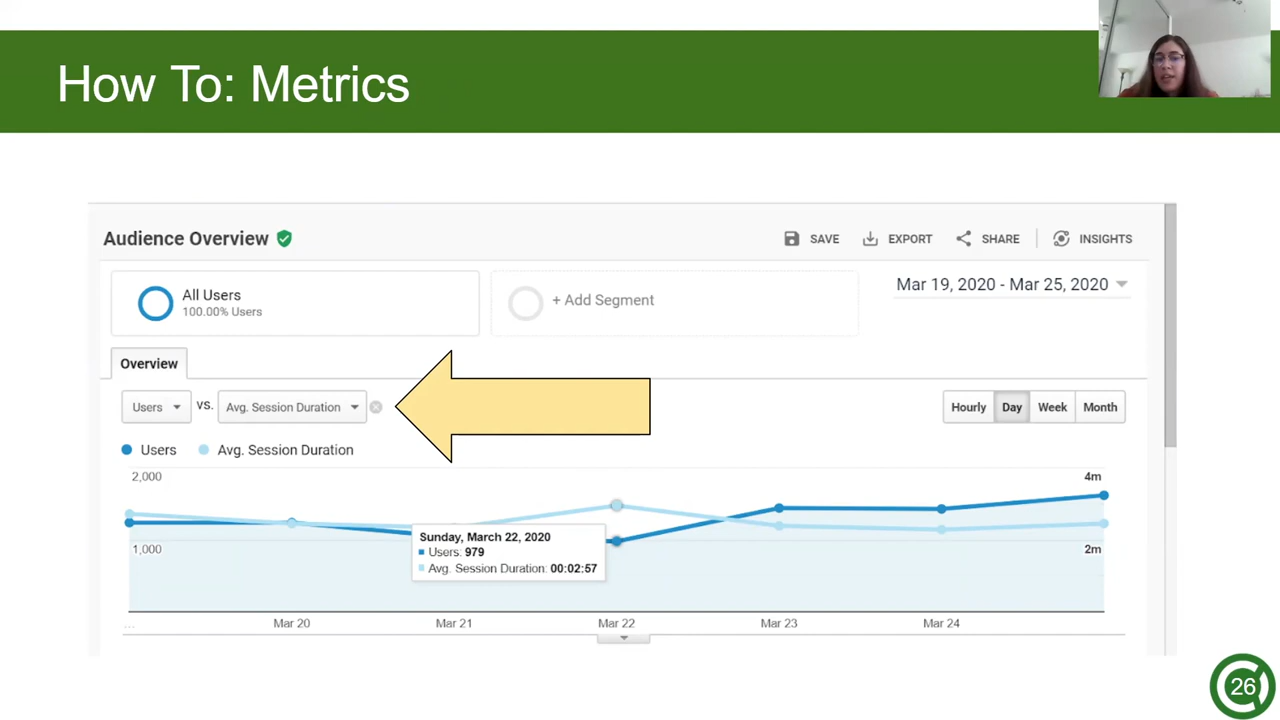 How To: Metrics
Audience Overview
SAVE EXPORT SHARE INSIGHTS
All Users
100.00% Users
+ Add Segment
Mar 19, 2020 - Mar 25, 2020
Overview
Users VS. Avg. Session Duration
Hourly Day Week Month
Users Avg. Session Duration
2,000 4m
Sunday, March 22, 2020
Users: 979
Avg. Session Duration: 00:02:57
1,000 2m
... Mar 20 Mar 21 Mar 22 Mar 23 Mar 24
26